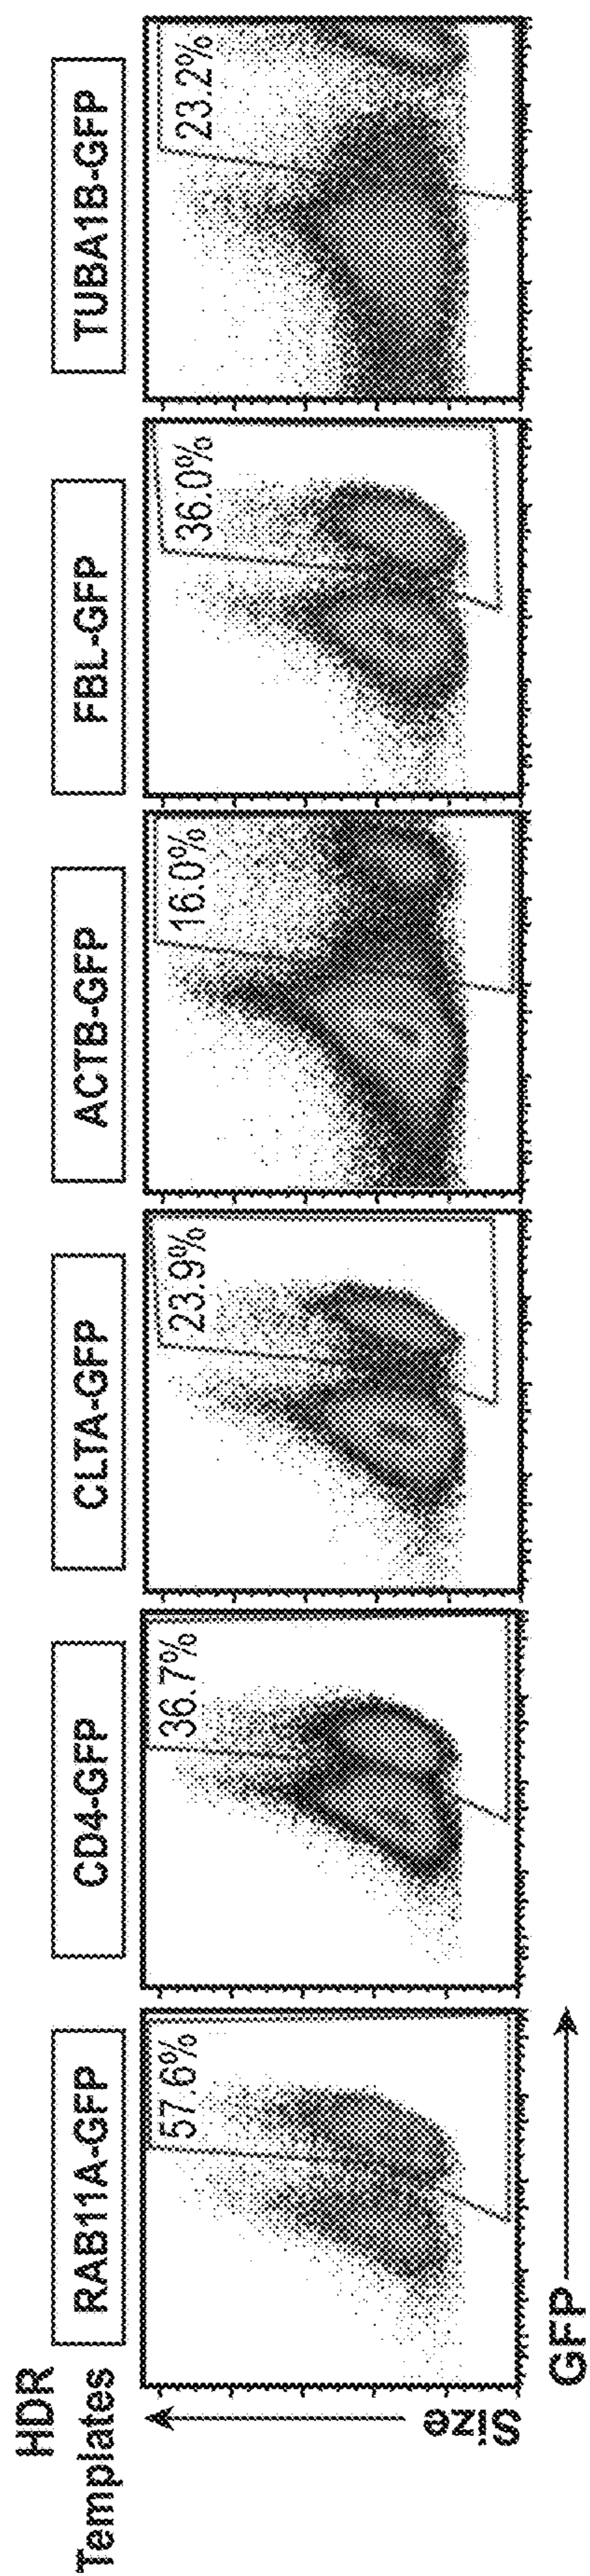 HDR
Templates
RAB11A-GFP
CD4-GFP
CLTA-GFP
ACTB-GFP
FBL-GFP
TUBA1B-GFP
57.6%
36.7%
23.9%
16.0%
36.0%
23.2%
Size
GFP